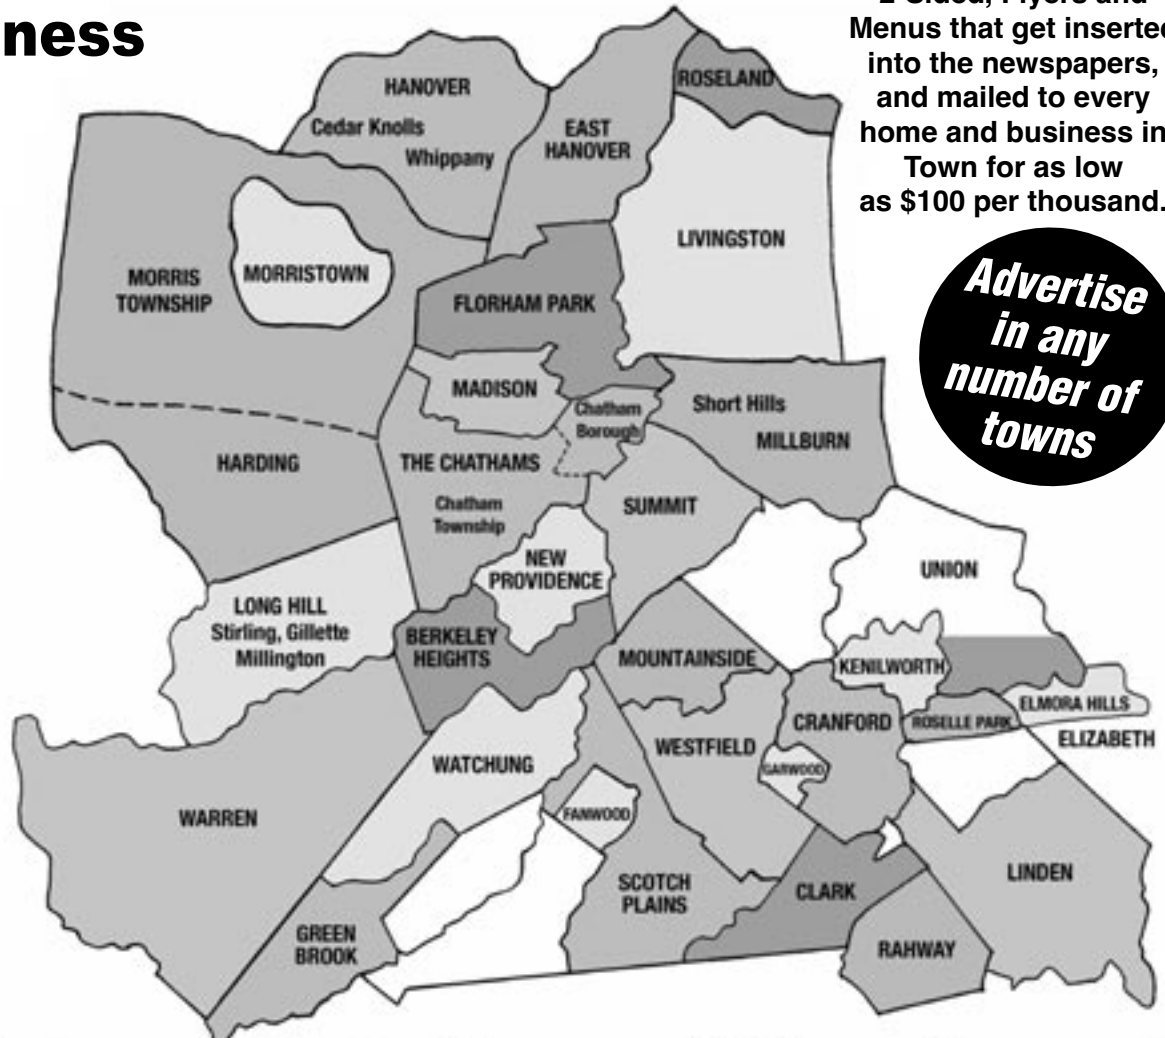 ness
2-Sided, Flyers and
Menus that get inserted
into the newspapers,
and mailed to every
home and business in
Town for as low
as $100 per thousand.
Advertise
in any
number of
towns
HANOVER
Cedar Knolls
Whippany
EAST
HANOVER
ROSELAND
LIVINGSTON
MORRIS
TOWNSHIP
MORRISTOWN
FLORHAM PARK
MADISON
Chatham
Borough
Short Hills
MILLBURN
HARDING
THE CHATHAMS
Chatham
Township
SUMMIT
NEW
PROVIDENCE
UNION
LONG HILL
Stirling, Gillette
Millington
BERKELEY
HEIGHTS
MOUNTAINSIDE
KENILWORTH
ELMORA HILLS
ROSELLE PARK
ELIZABETH
CRANFORD
WESTFIELD
GARWOOD
WATCHUNG
WARREN
FANWOOD
SCOTCH
PLAINS
CLARK
LINDEN
GREEN
BROOK
RAHWAY